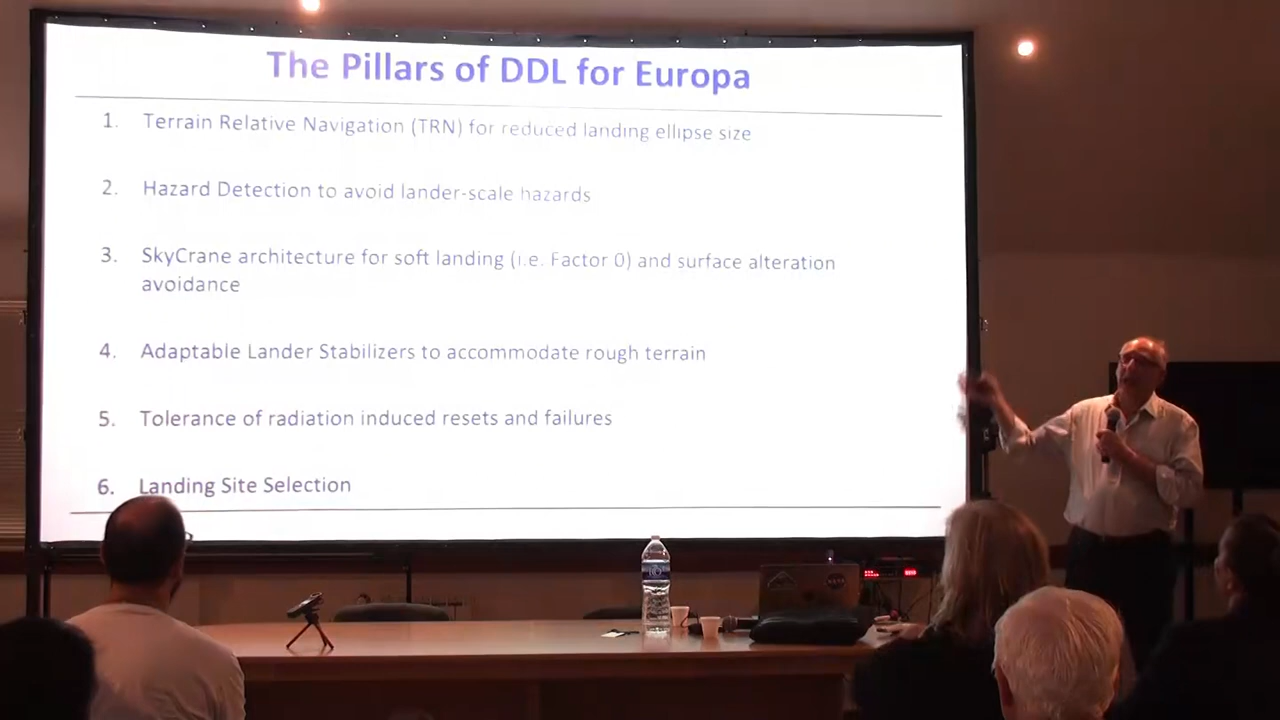 The Pillars of DDL for Europa
1. Terrain Relative Navigation (TRN) for reduced landing ellipse size
2. Hazard Detection to avoid lander-scale hazards
3. SkyCrane architecture for soft landing (i.e. Factor 0) and surface alteration
avoidance
4. Adaptable Lander Stabilizers to accommodate rough terrain
5. Tolerance of radiation induced resets and failures
6. Landing Site Selection